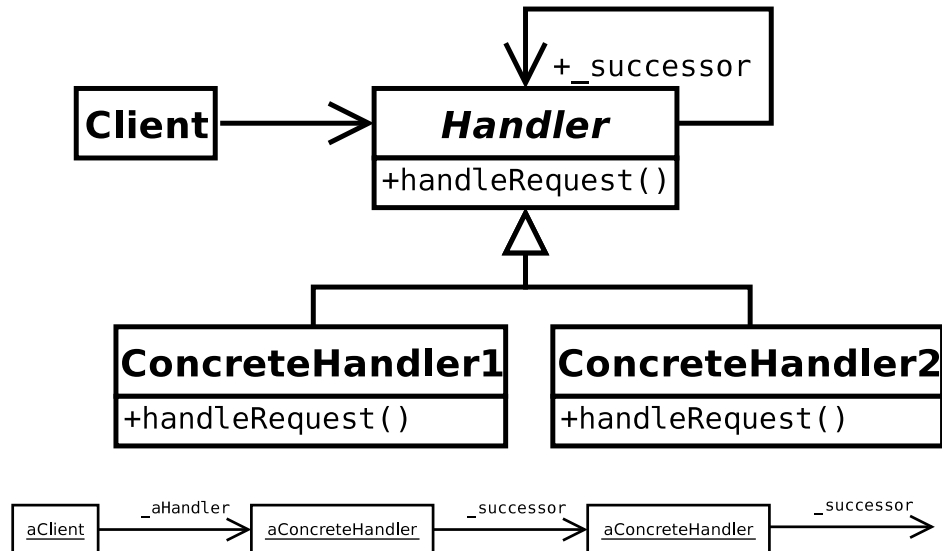 +_successor
Client
Handler
+handleRequest()
ConcreteHandler1
ConcreteHandler2
+handleRequest()
+handleRequest()
_aHandler
_successor
_successor
aClient
aConcreteHandler
aConcreteHandler